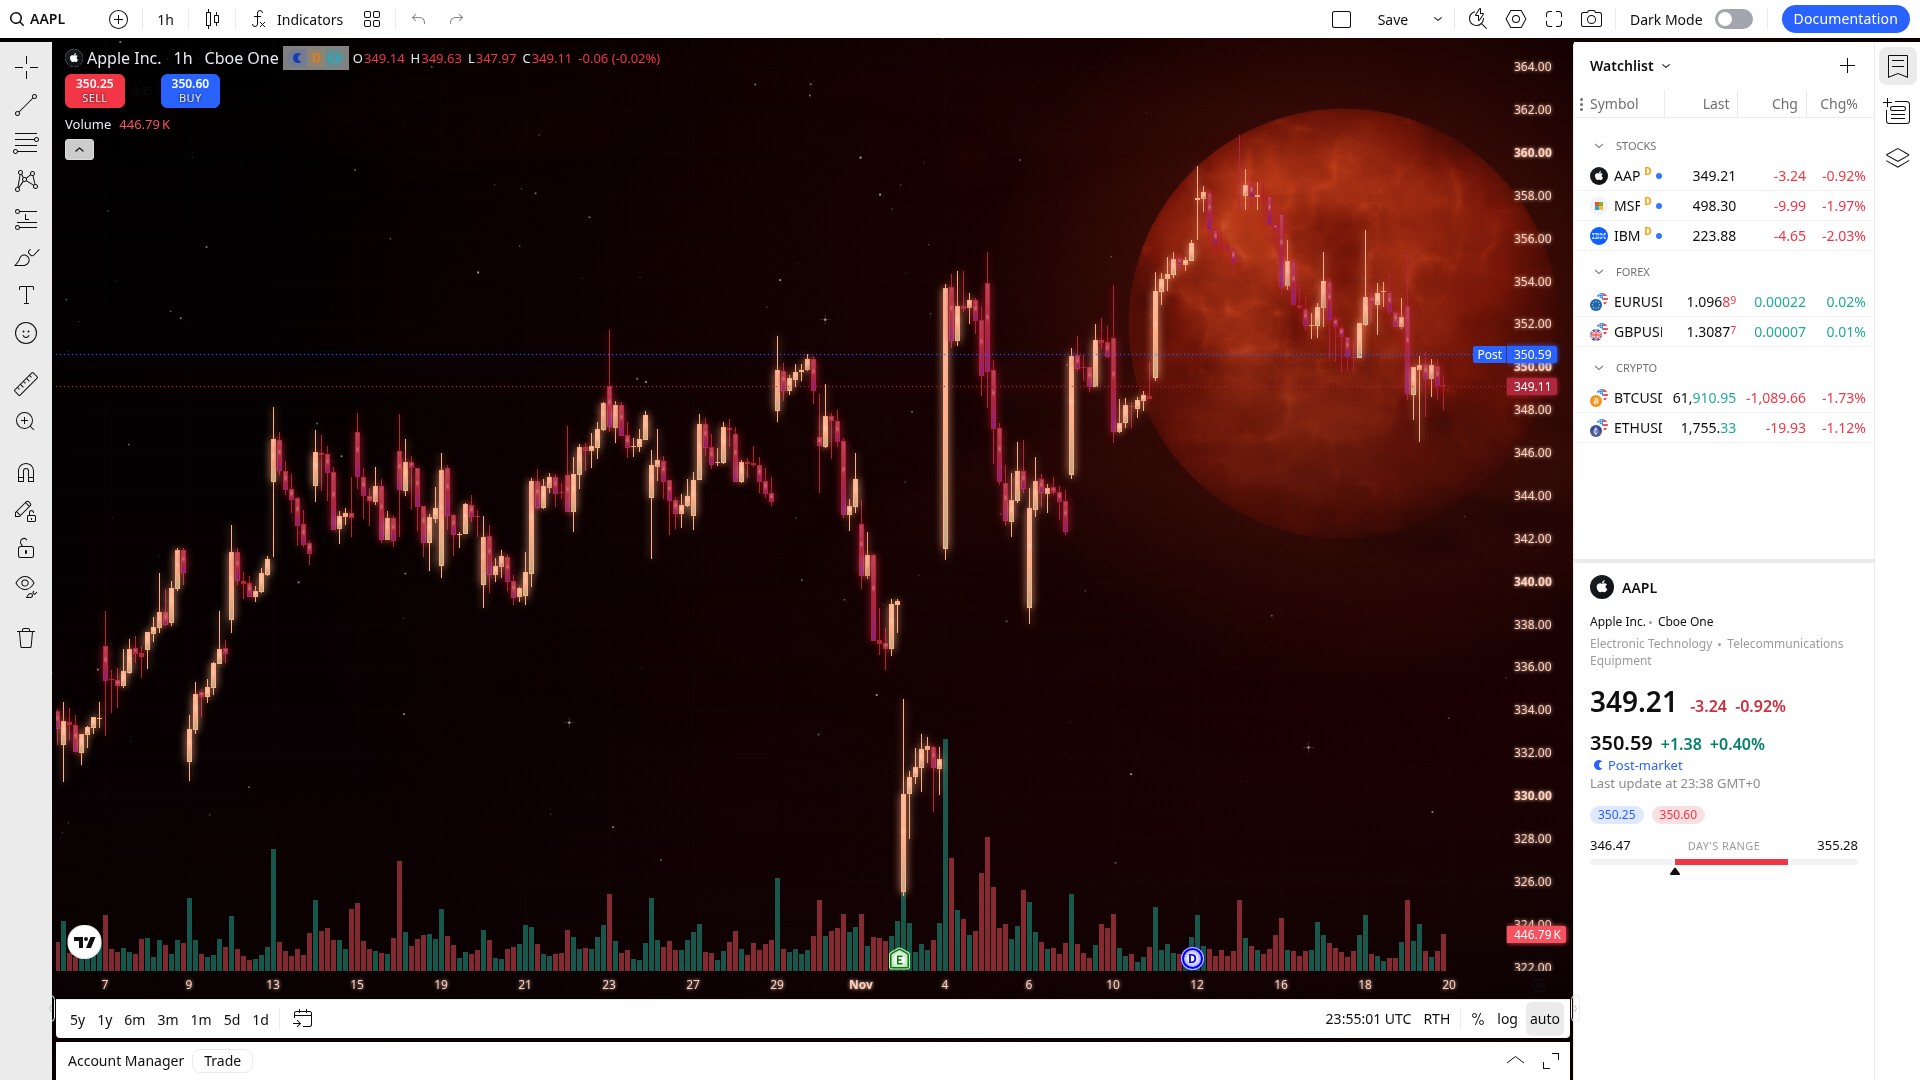 AAPL
1h
Indicators
Save
Dark Mode
Documentation
Apple Inc. 1h Cboe One
D
O349.14 H349.63 L347.97 C349.11 -0.06 (-0.02%)
350.25
SELL
350.60
BUY
Volume 446.79 K
364.00
362.00
360.00
358.00
356.00
354.00
352.00
Post 350.59
350.00
349.11
348.00
346.00
344.00
342.00
340.00
338.00
336.00
334.00
332.00
330.00
328.00
326.00
324.00
446.79 K
322.00
E
D
7 9 13 15 19 21 23 27 29 Nov 4 6 10 12 16 18 20
5y 1y 6m 3m 1m 5d 1d
23:55:01 UTC RTH % log auto
Account Manager Trade
Watchlist
Symbol Last Chg Chg%
STOCKS
AAP D 349.21 -3.24 -0.92%
MSF D 498.30 -9.99 -1.97%
IBM D 223.88 -4.65 -2.03%
FOREX
EURUSI 1.09689 0.00022 0.02%
GBPUSI 1.30877 0.00007 0.01%
CRYPTO
BTCUSI 61,910.95 -1,089.66 -1.73%
ETHUSI 1,755.33 -19.93 -1.12%
AAPL
Apple Inc. • Cboe One
Electronic Technology • Telecommunications
Equipment
349.21 -3.24 -0.92%
350.59 +1.38 +0.40%
Post-market
Last update at 23:38 GMT+0
350.25 350.60
346.47 DAY'S RANGE 355.28